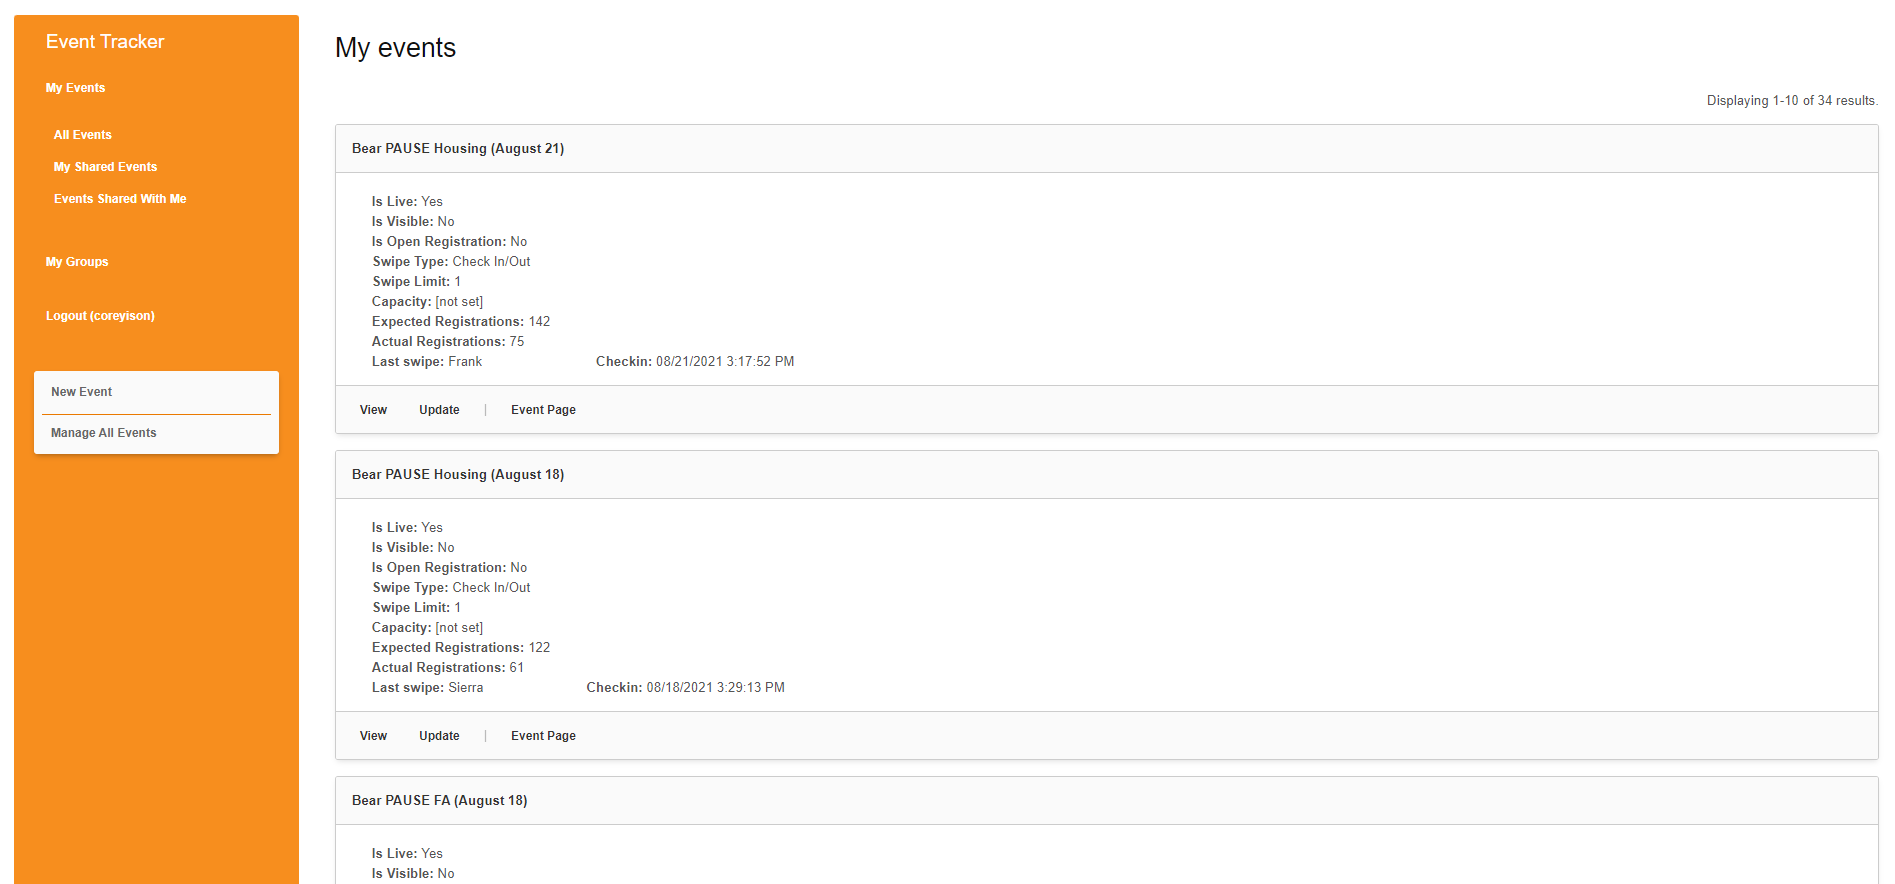 Event Tracker
My Events
All Events
My Shared Events
Events Shared With Me
My Groups
Logout (coreyison)
New Event
Manage All Events
My events
Displaying 1-10 of 34 results.
Bear PAUSE Housing (August 21)
Is Live: Yes
Is Visible: No
Is Open Registration: No
Swipe Type: Check In/Out
Swipe Limit: 1
Capacity: [not set]
Expected Registrations: 142
Actual Registrations: 75
Last swipe: Frank Checkin: 08/21/2021 3:17:52 PM
View Update | Event Page
Bear PAUSE Housing (August 18)
Is Live: Yes
Is Visible: No
Is Open Registration: No
Swipe Type: Check In/Out
Swipe Limit: 1
Capacity: [not set]
Expected Registrations: 122
Actual Registrations: 61
Last swipe: Sierra Checkin: 08/18/2021 3:29:13 PM
View Update | Event Page
Bear PAUSE FA (August 18)
Is Live: Yes
Is Visible: No